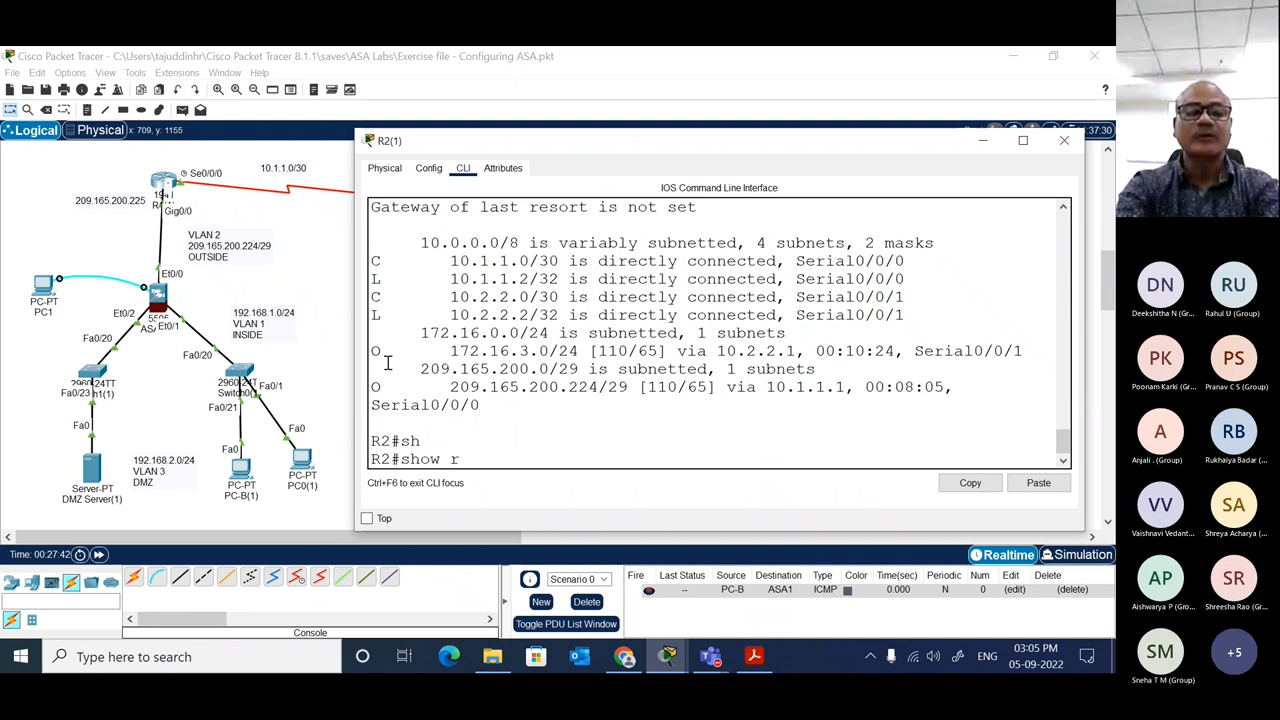 Cisco Packet Tracer - C:\Users\tajuddinhr\Cisco Packet Tracer 8.1.1\saves\ASA Labs\Exercise file - Configuring ASA.pkt
File Edit Options View Tools Extensions Window Help
Logical Physical x: 709, y: 1155
37:30
Se0/0/0
10.1.1.0/30
209.165.200.225
Gig0/0
VLAN 2
209.165.200.224/29
OUTSIDE
Et0/0
PC-PT
PC1
5505
Et0/2
Et0/1
192.168.1.0/24
VLAN 1
INSIDE
Fa0/20
Fa0/20
2960-24TT
Fa0/23
2960-24TT
Fa0/1
Fa0/21
Fa0
Fa0
Fa0
192.168.2.0/24
VLAN 3
DMZ
Server-PT
DMZ Server(1)
PC-PT
PC-B(1)
PC-PT
PC0(1)
R2(1)
Physical Config CLI Attributes
IOS Command Line Interface
Gateway of last resort is not set
10.0.0.0/8 is variably subnetted, 4 subnets, 2 masks
C 10.1.1.0/30 is directly connected, Serial0/0/0
L 10.1.1.2/32 is directly connected, Serial0/0/0
C 10.2.2.0/30 is directly connected, Serial0/0/1
L 10.2.2.2/32 is directly connected, Serial0/0/1
172.16.0.0/24 is subnetted, 1 subnets
O 172.16.3.0/24 [110/65] via 10.2.2.1, 00:10:24, Serial0/0/1
209.165.200.0/29 is subnetted, 1 subnets
O 209.165.200.224/29 [110/65] via 10.1.1.1, 00:08:05,
Serial0/0/0
R2#sh
R2#show r
Ctrl+F6 to exit CLI focus
Copy Paste
Top
Time: 00:27:42
Realtime Simulation
Scenario 0
New Delete
Toggle PDU List Window
Fire Last Status Source Destination Type Color Time(sec) Periodic Num Edit Delete
-- PC-B ASA1 ICMP 0.000 N 0 (edit) (delete)
Console
Type here to search
ENG
03:05 PM
05-09-2022
DN
Deekshitha N (Group)
RU
Rahul U (Group)
PK
Poonam Karki (Group)
PS
Pranav C S (Group)
A
Anjali . (Group)
RB
Rukhaiya Badar (Group)
VV
Vaishnavi Vedant... (Group)
SA
Shreya Acharya (Group)
AP
Aishwarya P (Group)
SR
Shreesha Rao (Group)
SM
Sneha T M (Group)
+5